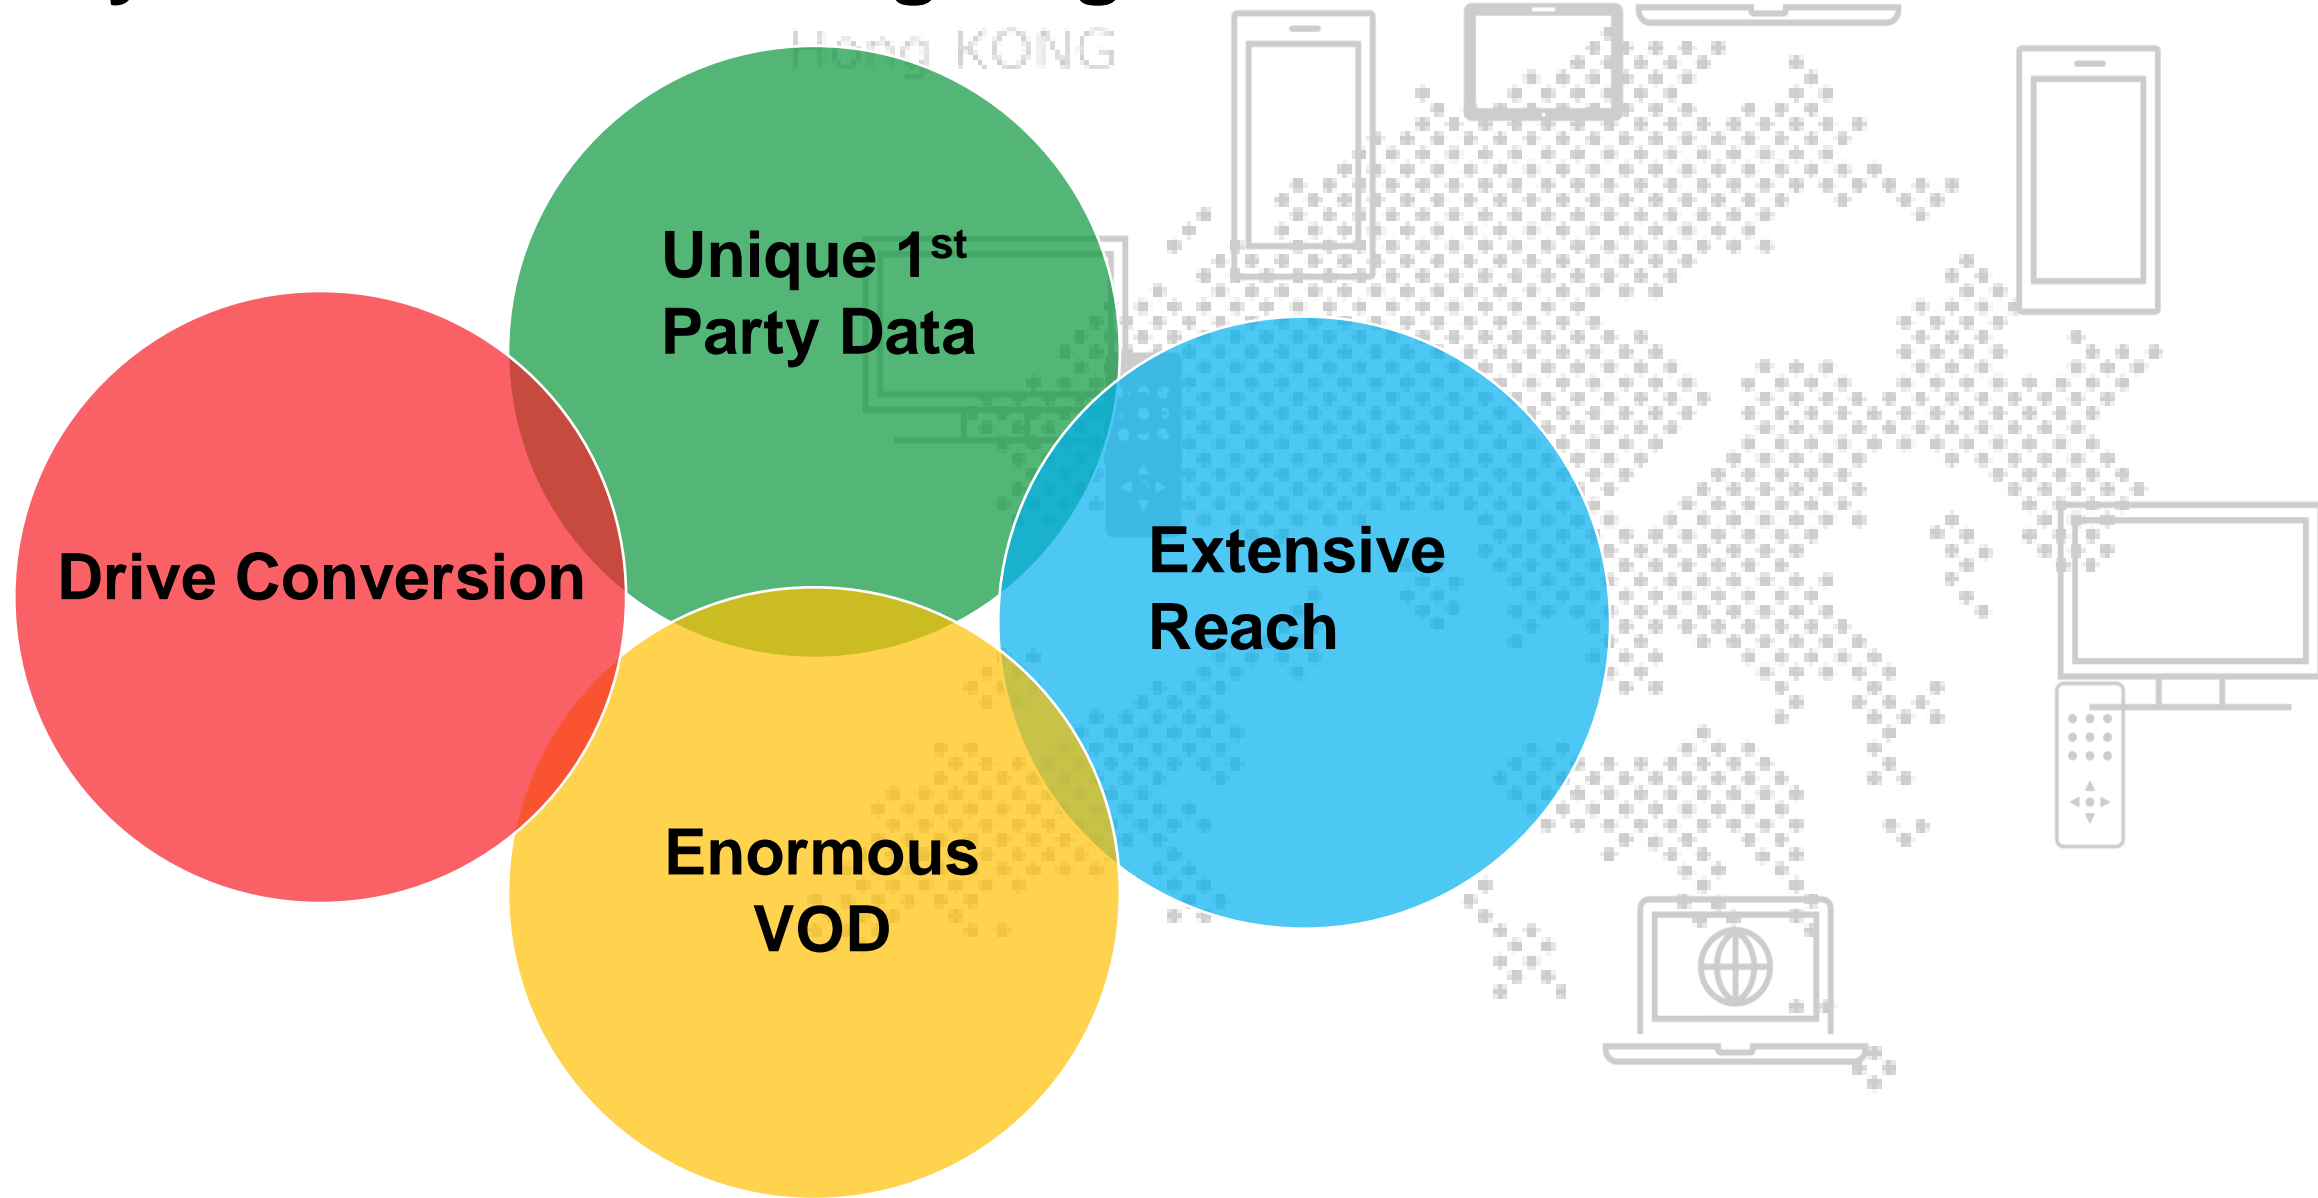 Hong KONG
Unique 1st
Party Data
Drive Conversion
Extensive
Reach
Enormous
VOD